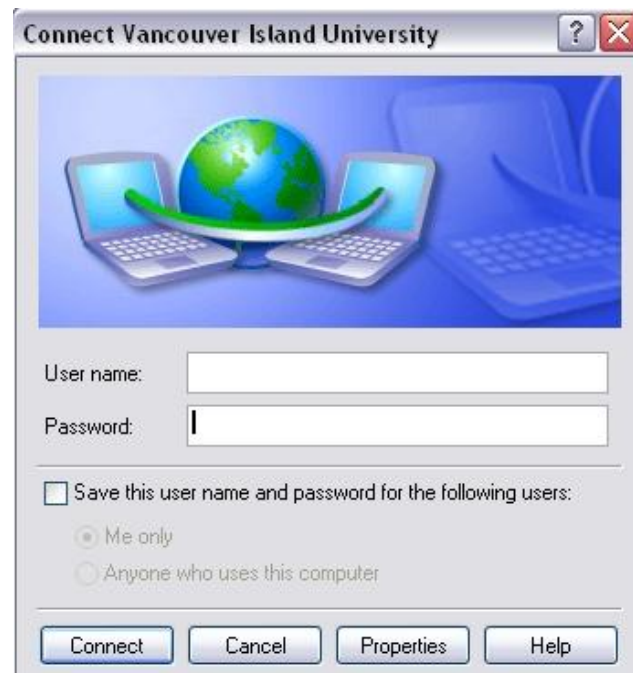 Connect Vancouver Island University
User name:
Password:
Save this user name and password for the following users:
Me only
Anyone who uses this computer
Connect Cancel Properties Help